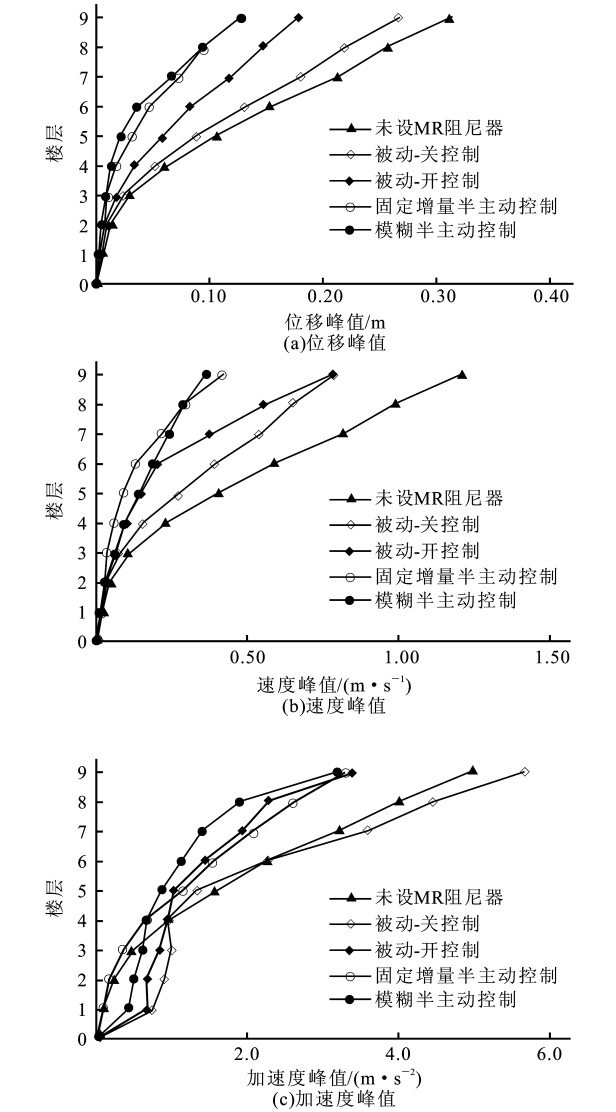 9
8
7
6
5
4
3
2
1
0
楼层
未设MR阻尼器
被动-关控制
被动-开控制
固定增量半主动控制
模糊半主动控制
0.10 0.20 0.30 0.40
位移峰值/m
(a)位移峰值
9
8
7
6
5
4
3
2
1
0
楼层
未设MR阻尼器
被动-关控制
被动-开控制
固定增量半主动控制
模糊半主动控制
0.50 1.00 1.50
速度峰值/(m·s⁻¹)
(b)速度峰值
9
8
7
6
5
4
3
2
1
0
楼层
未设MR阻尼器
被动-关控制
被动-开控制
固定增量半主动控制
模糊半主动控制
2.0 4.0 6.0
加速度峰值/(m·s⁻²)
(c)加速度峰值